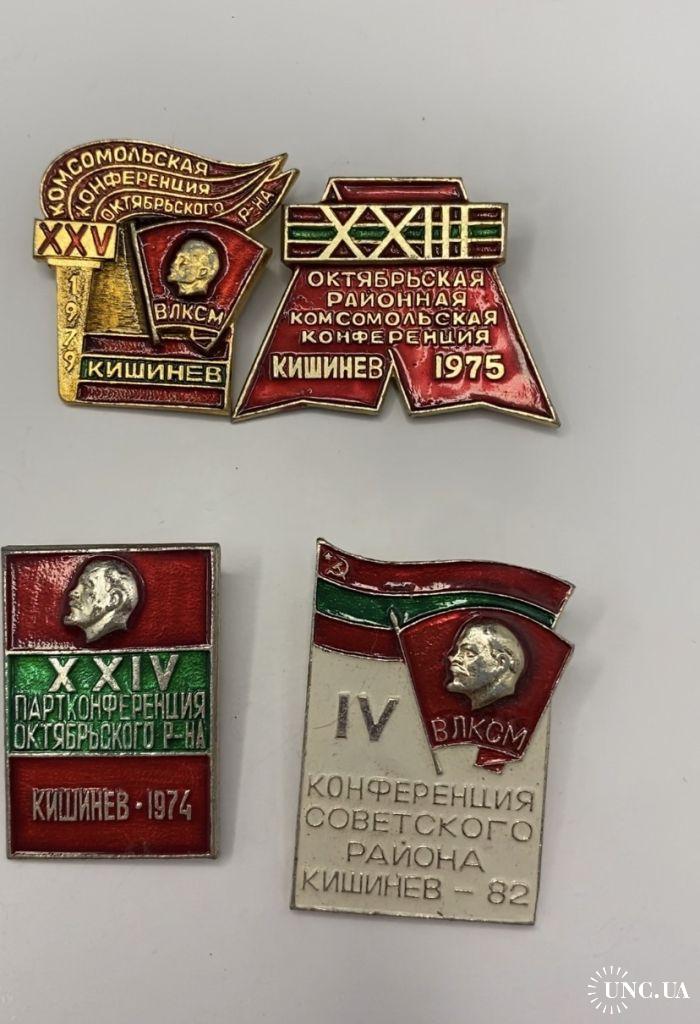 КОМСОМОЛЬСКАЯ
КОНФЕРЕНЦИЯ
ОКТЯБРЬСКОГО Р-НА
XXV
1979
ВЛКСМ
КИШИНЕВ
XXIII
ОКТЯБРЬСКАЯ
РАЙОННАЯ
КОМСОМОЛЬСКАЯ
КОНФЕРЕНЦИЯ
КИШИНЕВ 1975
XXIV
ПАРТКОНФЕРЕНЦИЯ
ОКТЯБРЬСКОГО Р-НА
КИШИНЕВ · 1974
IV
ВЛКСМ
КОНФЕРЕНЦИЯ
СОВЕТСКОГО
РАЙОНА
КИШИНЕВ - 82
UNC.UA